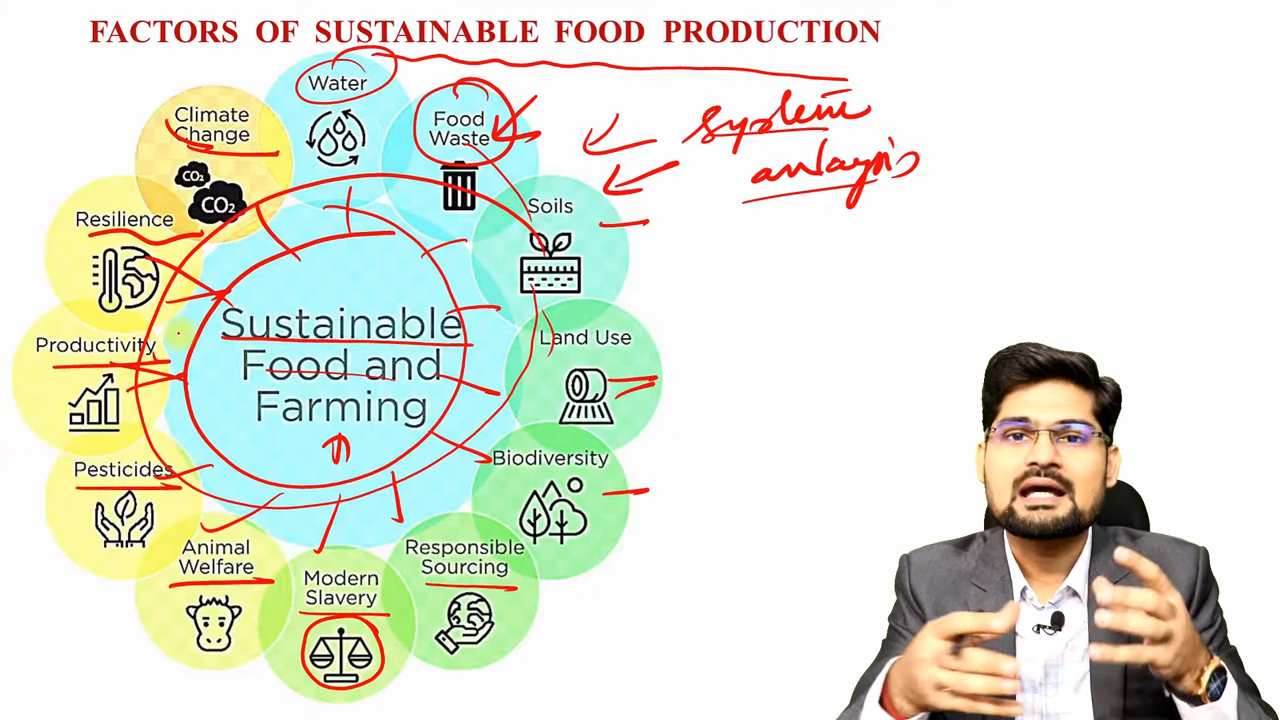 FACTORS OF SUSTAINABLE FOOD PRODUCTION
Water
Food
Waste
Climate
Change
CO2
CO2
Soils
Resilience
Land Use
Productivity
Sustainable
Food and
Farming
Biodiversity
Pesticides
Responsible
Sourcing
Animal
Welfare
Modern
Slavery
system